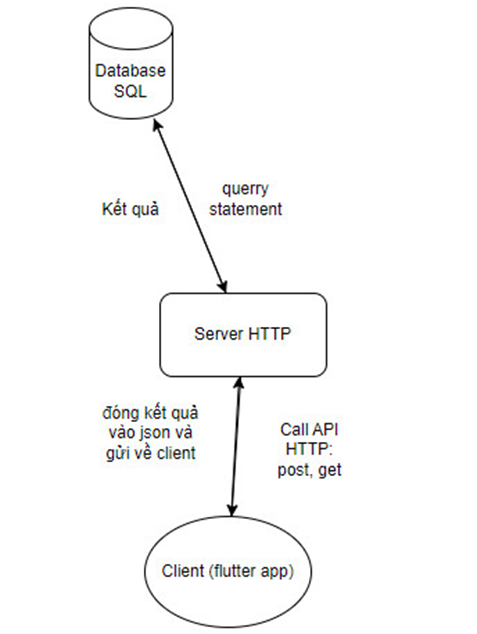 Database
SQL
Kết quả
querry
statement
Server HTTP
đóng kết quả
vào json và
gửi về client
Call API
HTTP:
post, get
Client (flutter app)